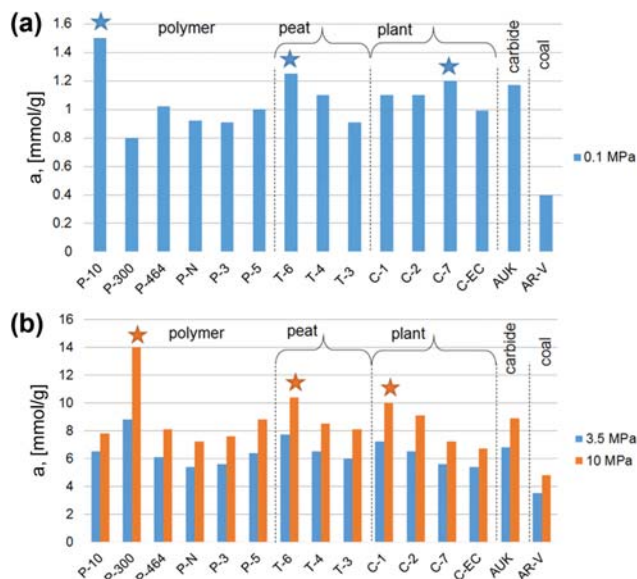 (a)
polymer
peat
plant
carbide
coal
a, [mmol/g]
1.6
1.4
1.2
1
0.8
0.6
0.4
0.2
0
P-10
P-300
P-464
P-N
P-3
P-5
T-6
T-4
T-3
C-1
C-2
C-7
C-EC
AUK
AR-V
0.1 MPa
(b)
polymer
peat
plant
carbide
coal
a, [mmol/g]
16
14
12
10
8
6
4
2
0
P-10
P-300
P-464
P-N
P-3
P-5
T-6
T-4
T-3
C-1
C-2
C-7
C-EC
AUK
AR-V
3.5 MPa
10 MPa